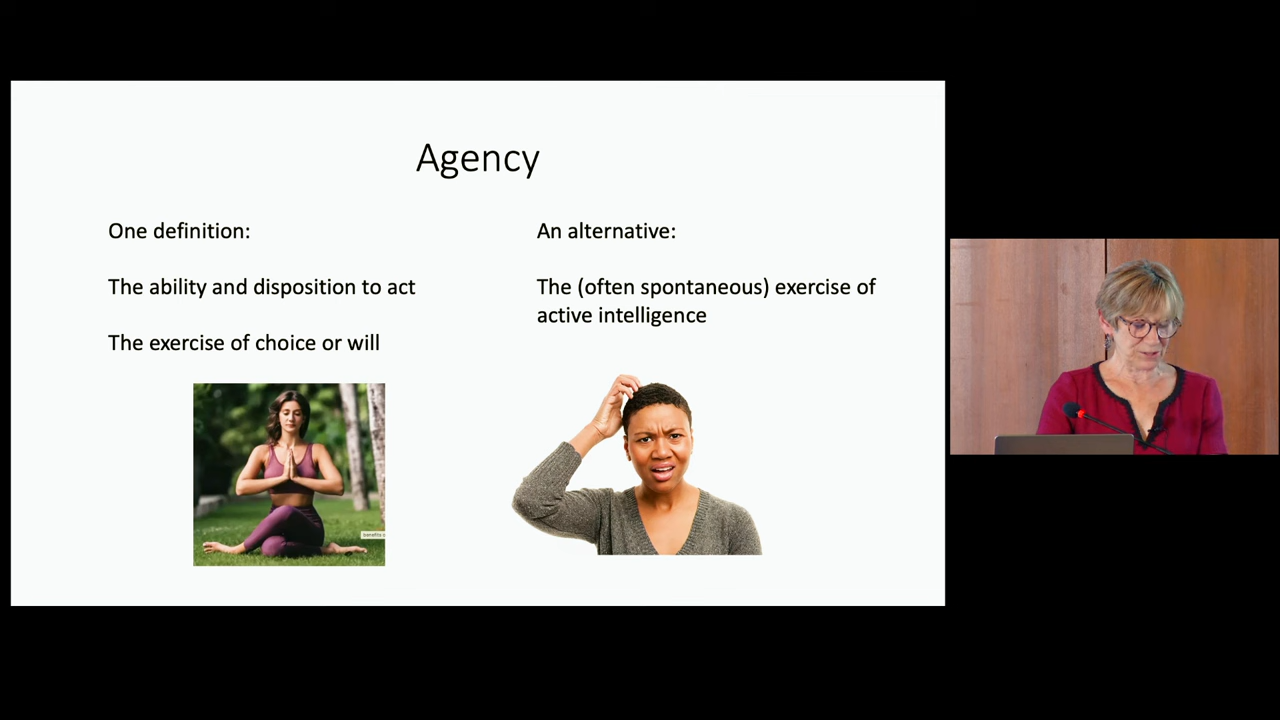 Agency
One definition:
The ability and disposition to act
The exercise of choice or will
An alternative:
The (often spontaneous) exercise of
active intelligence